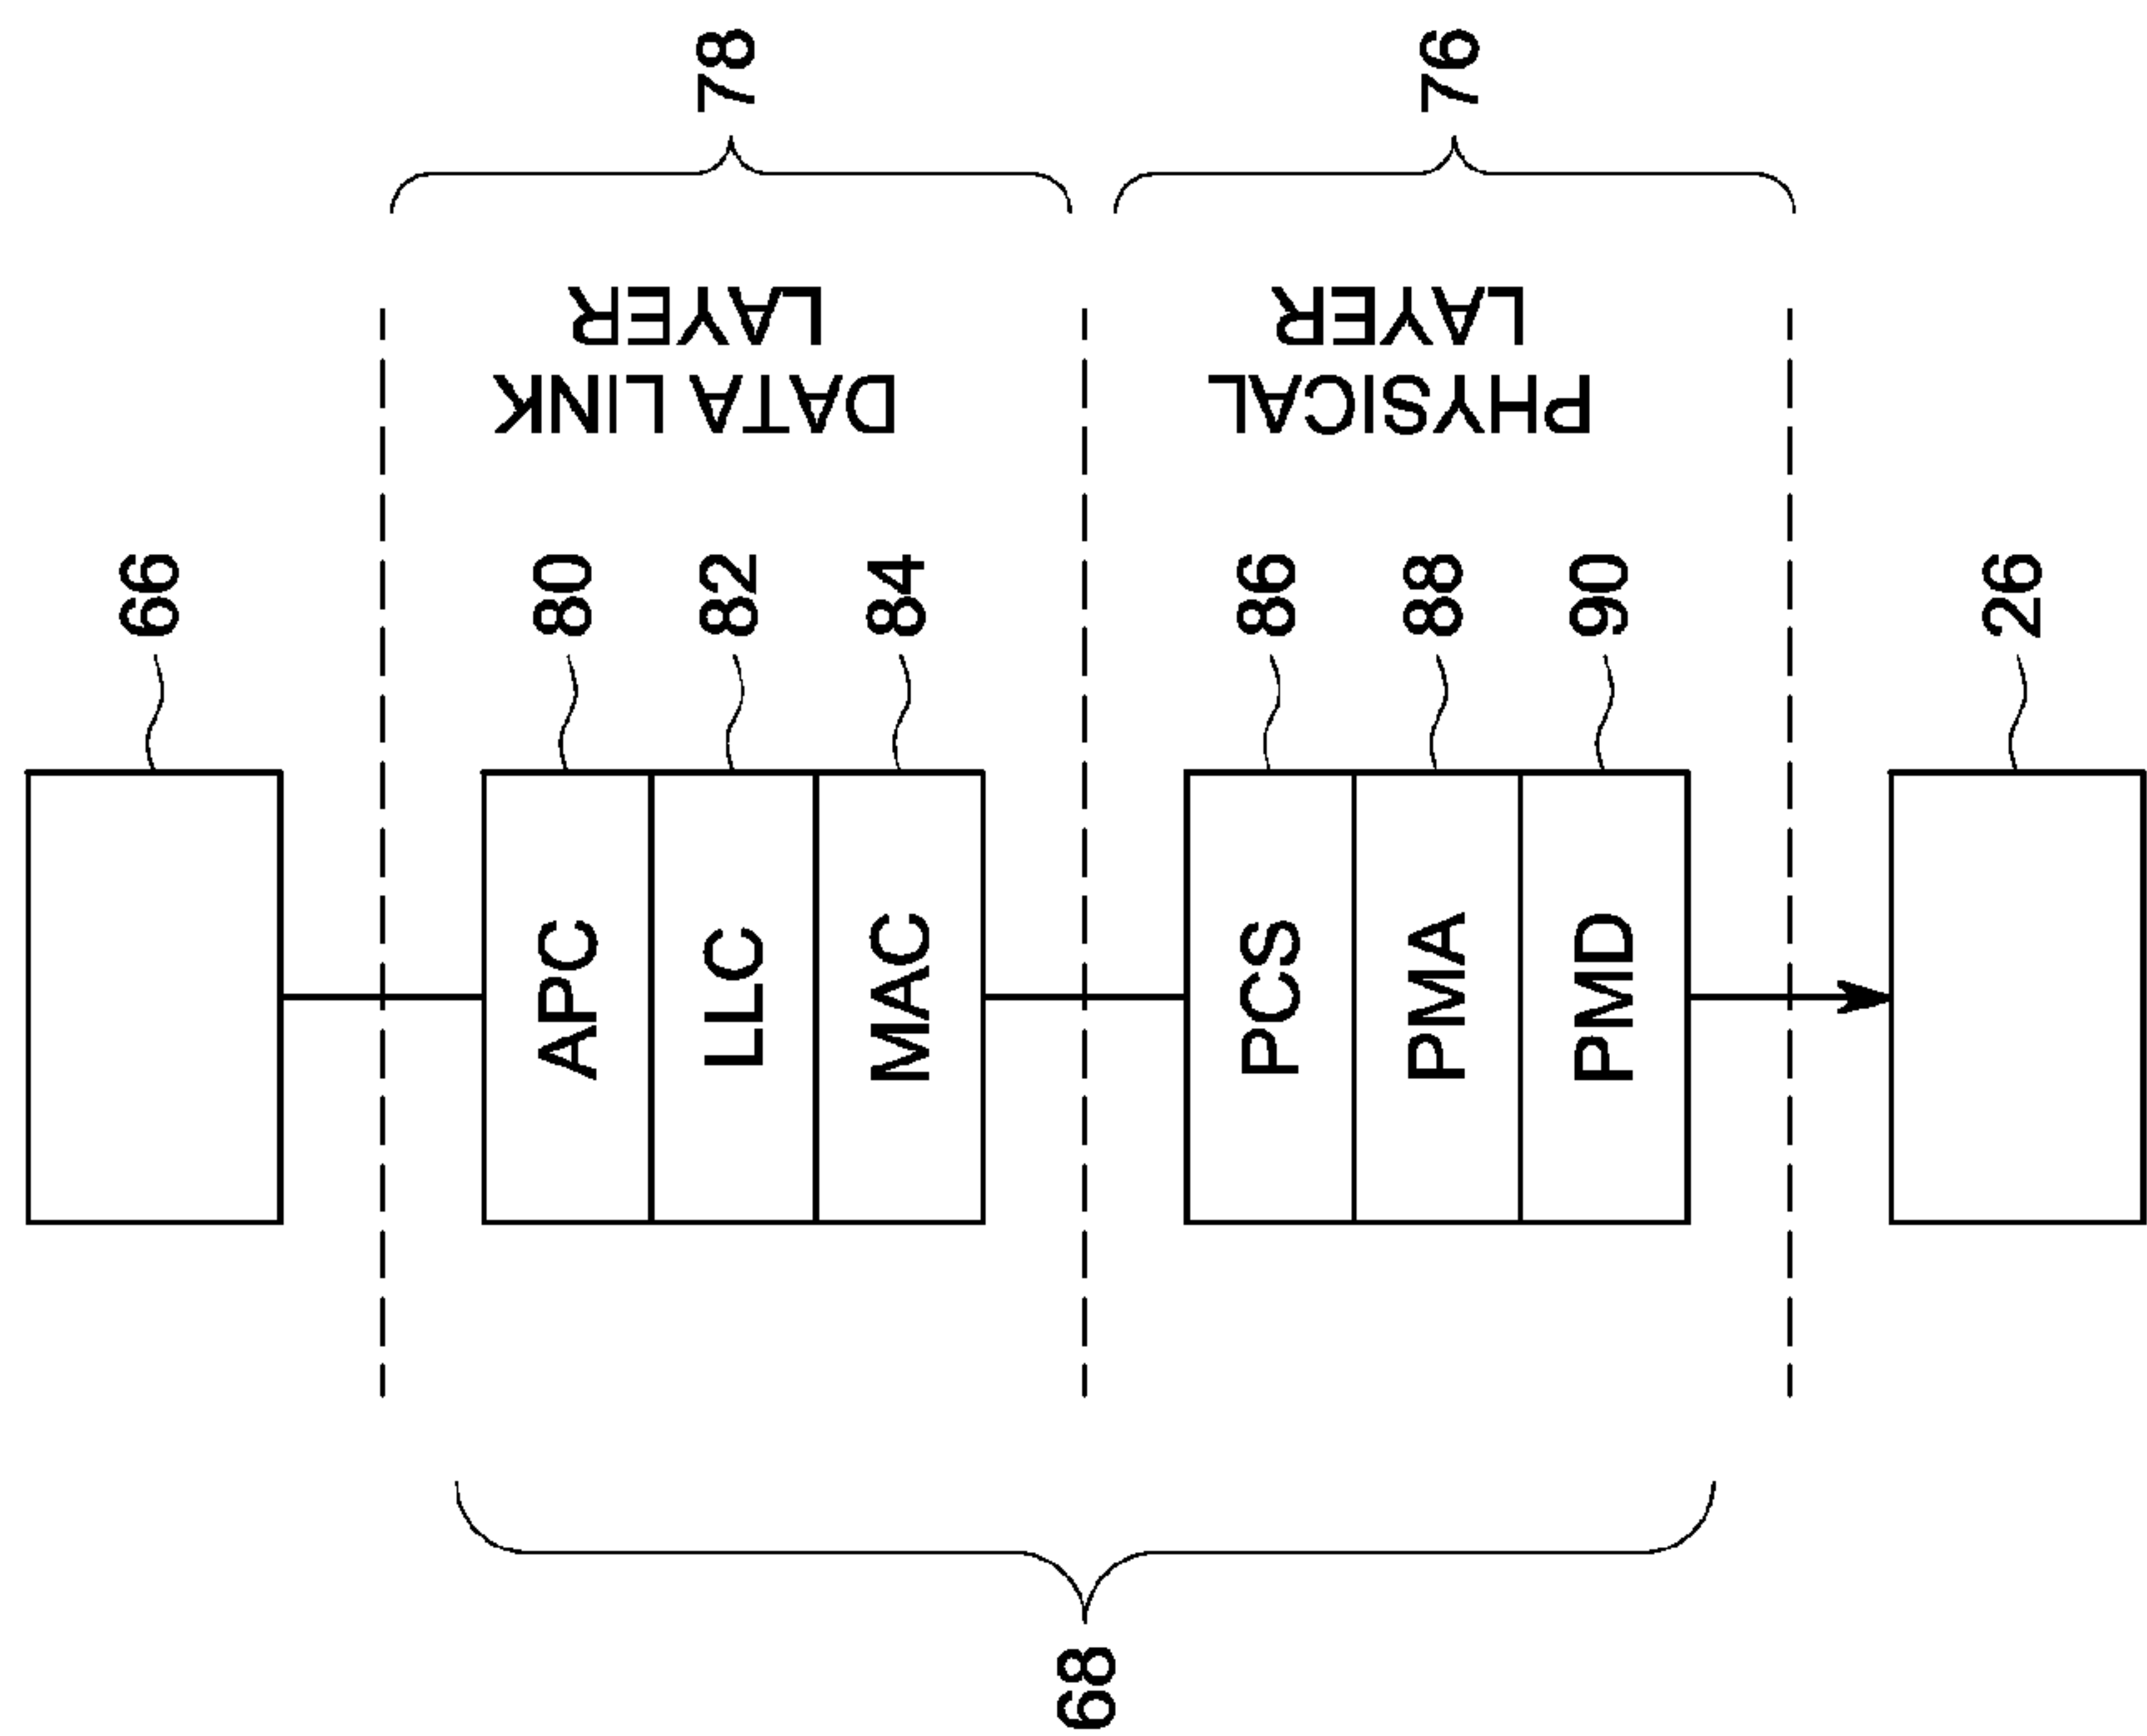 78
76
DATA LINK
LAYER
PHYSICAL
LAYER
66
80
82
84
86
88
90
26
APC
LLC
MAC
PCS
PMA
PMD
68